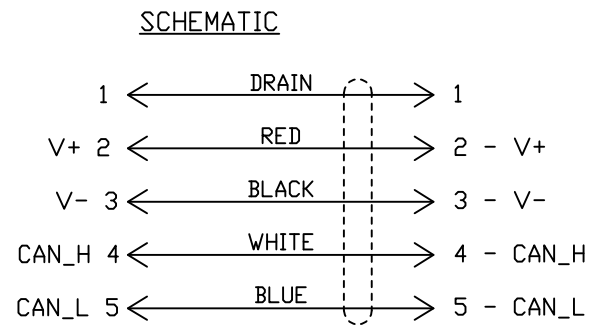 SCHEMATIC
1 DRAIN 1
V+ 2 RED 2 - V+
V- 3 BLACK 3 - V-
CAN_H 4 WHITE 4 - CAN_H
CAN_L 5 BLUE 5 - CAN_L